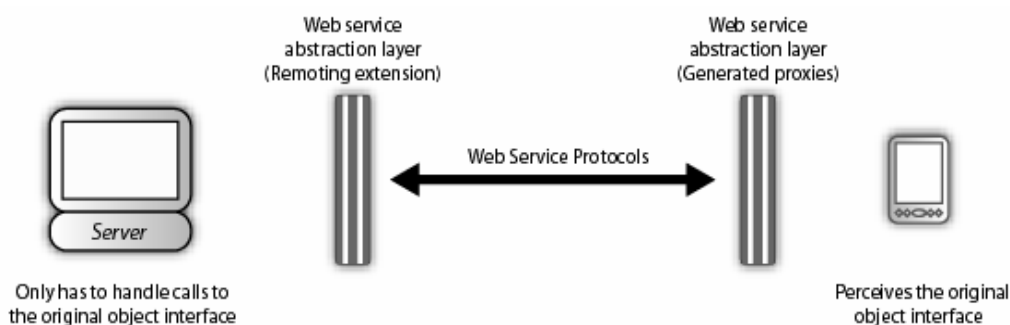 Web service
abstraction layer
(Remoting extension)
Web service
abstraction layer
(Generated proxies)
Web Service Protocols
Server
Only has to handle calls to
the original object interface
Perceives the original
object interface